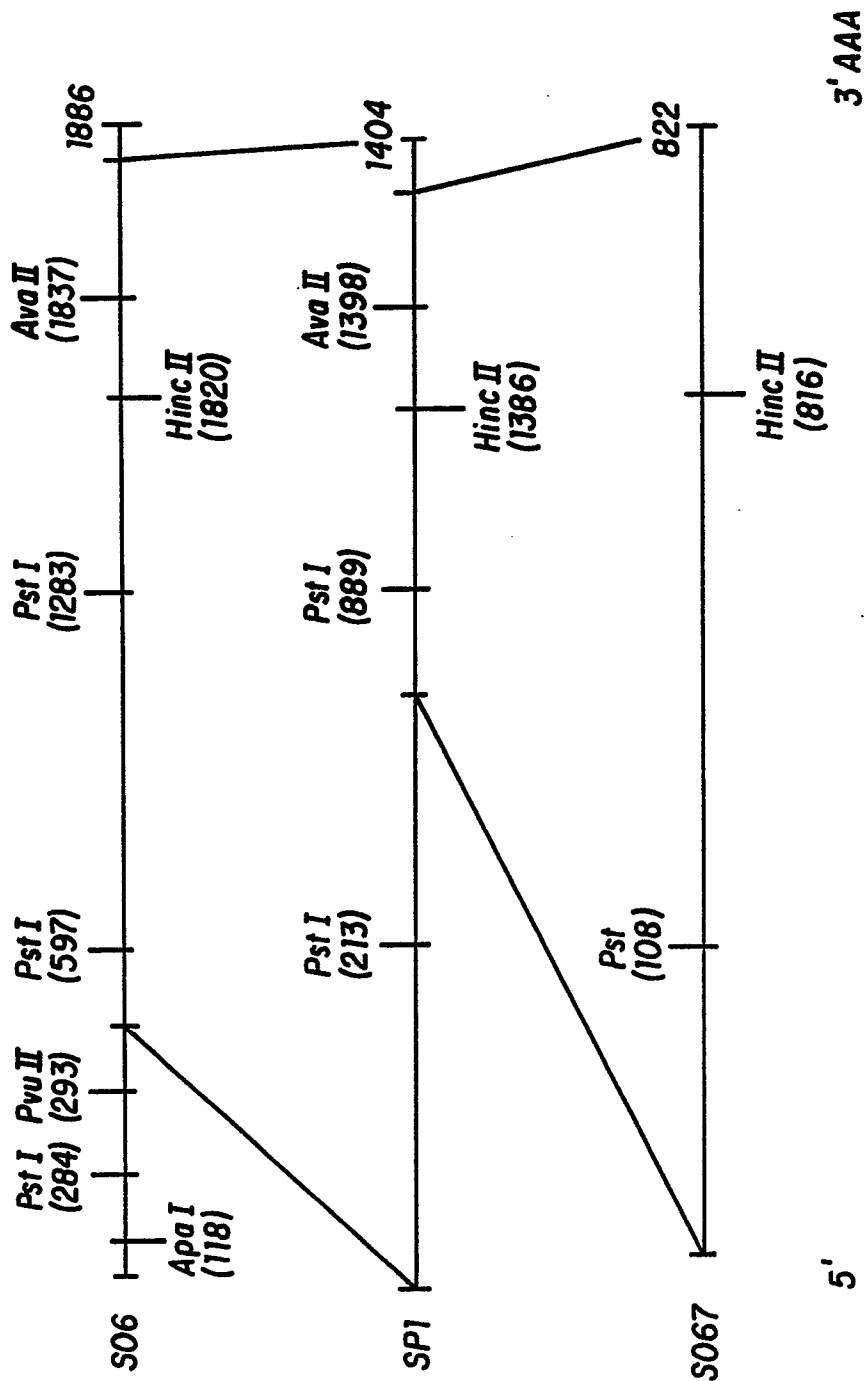 SO6
Apa I
(118)
Pst I
(284)
Pvu II
(293)
Pst I
(597)
Pst I
(1283)
Hinc II
(1820)
Ava II
(1837)
1886
SP1
Pst I
(213)
Pst I
(889)
Hinc II
(1386)
Ava II
(1398)
1404
SO67
Pst
(108)
Hinc II
(816)
822
5'
3' AAA